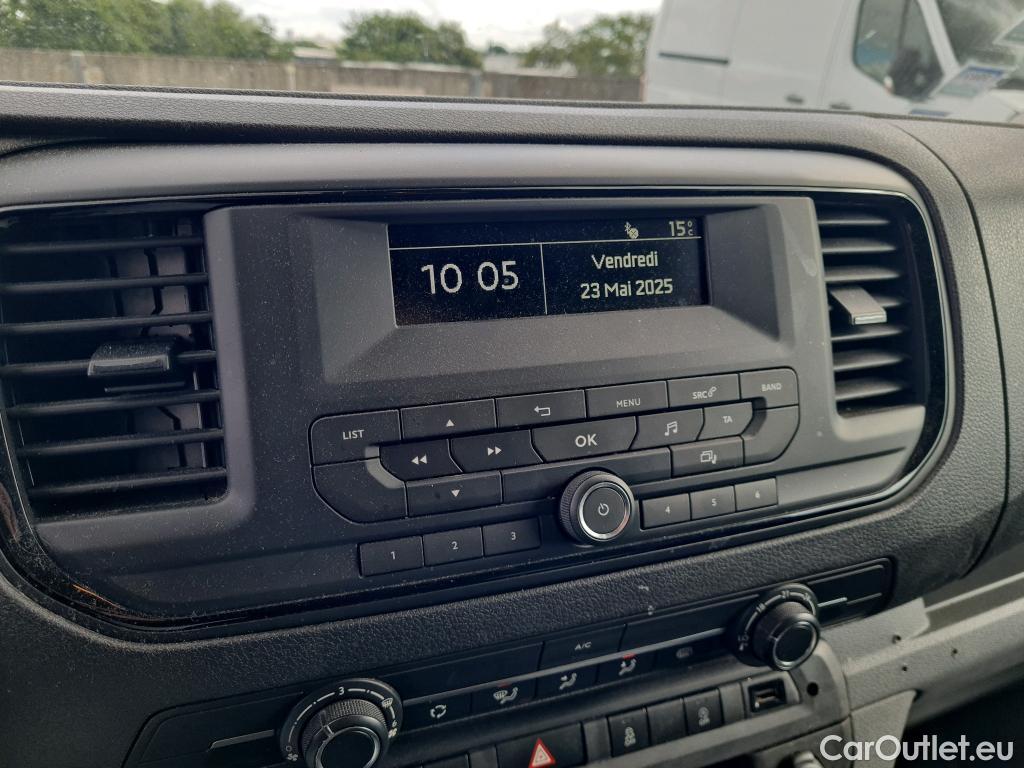 15°C
10 05
Vendredi
23 Mai 2025
LIST
MENU
SRC
BAND
OK
TA
1
2
3
4
5
6
A/C
3
CarOutlet.eu